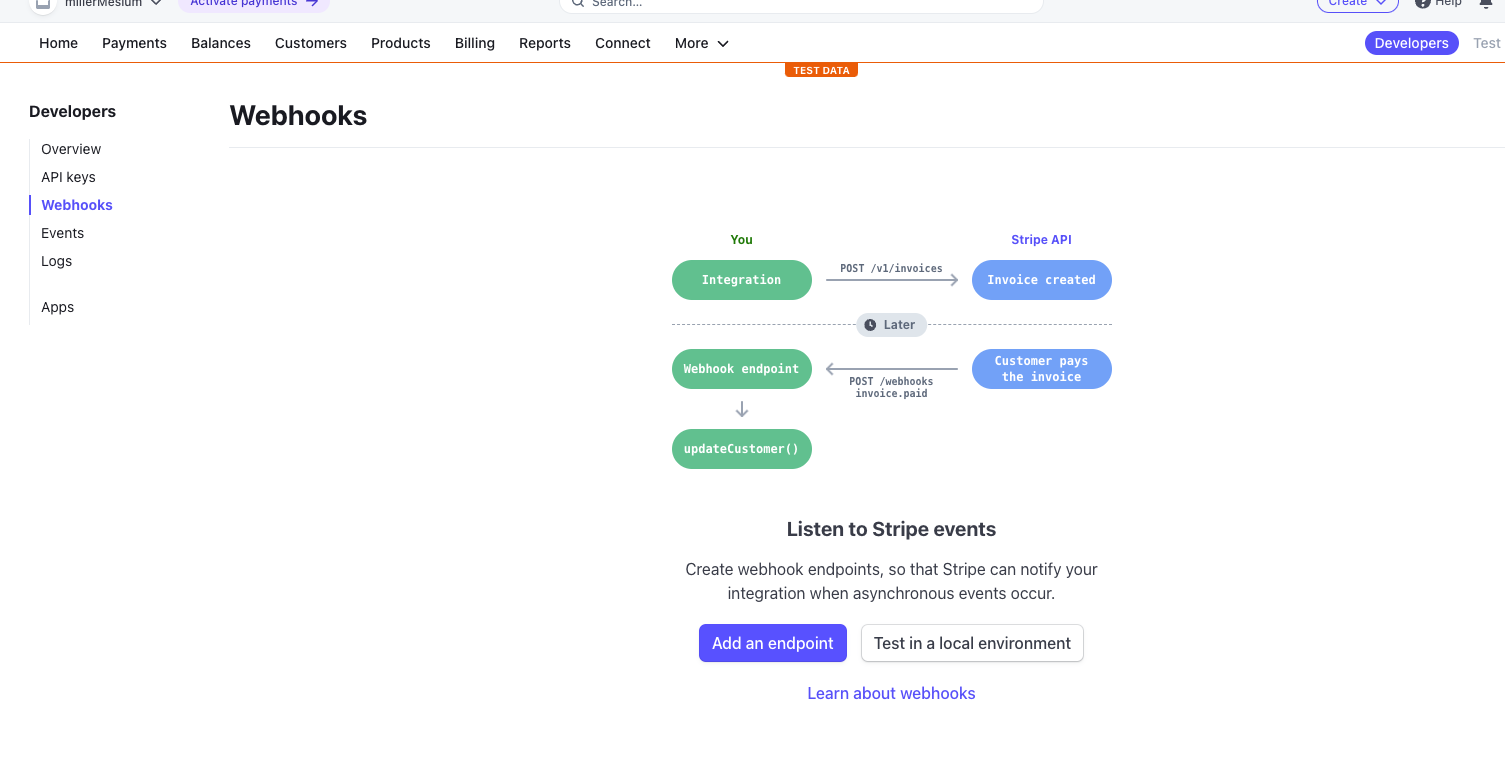 millerMesium
Activate payments
Search...
Create
Help
Home Payments Balances Customers Products Billing Reports Connect More
Developers Test
TEST DATA
Developers
Overview
API keys
Webhooks
Events
Logs
Apps
Webhooks
You
Stripe API
Integration
POST /v1/invoices
Invoice created
Later
Webhook endpoint
POST /webhooks
invoice.paid
Customer pays
the invoice
updateCustomer()
Listen to Stripe events
Create webhook endpoints, so that Stripe can notify your
integration when asynchronous events occur.
Add an endpoint
Test in a local environment
Learn about webhooks